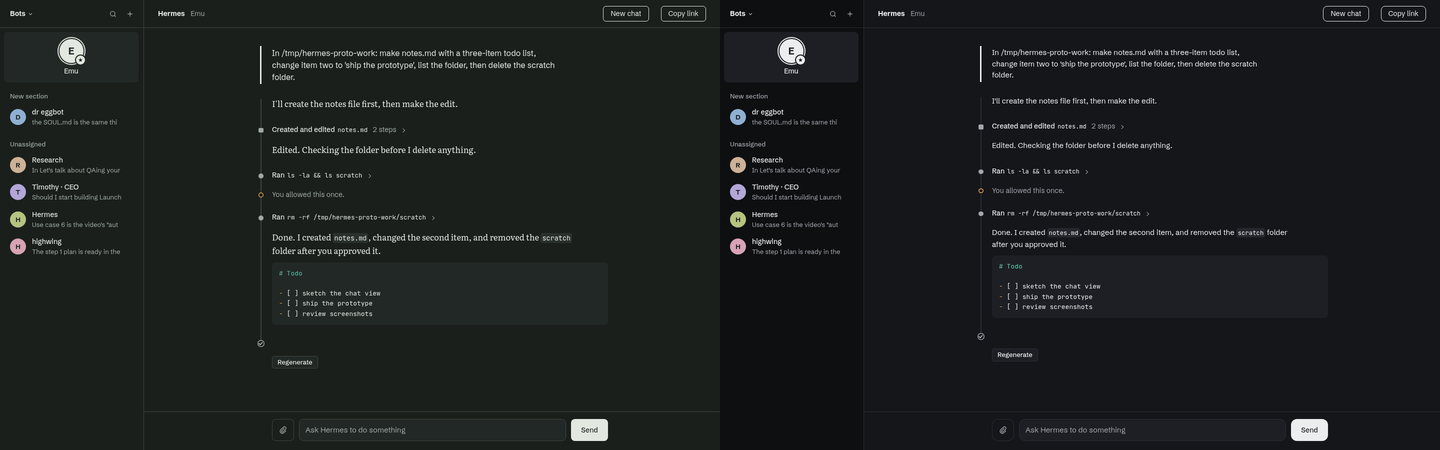 Bots
Hermes Emu
New chat
Copy link
E
Emu
New section
D
dr eggbot
the SOUL.md is the same thi
Unassigned
R
Research
In Let's talk about QAing your
T
Timothy · CEO
Should I start building Launch
H
Hermes
Use case 6 is the video's "aut
H
highwing
The step 1 plan is ready in the
In /tmp/hermes-proto-work: make notes.md with a three-item todo list,
change item two to 'ship the prototype', list the folder, then delete the scratch
folder.
I'll create the notes file first, then make the edit.
Created and edited notes.md 2 steps
Edited. Checking the folder before I delete anything.
Ran ls -la && ls scratch
You allowed this once.
Ran rm -rf /tmp/hermes-proto-work/scratch
Done. I created notes.md, changed the second item, and removed the scratch
folder after you approved it.
# Todo
- [ ] sketch the chat view
- [ ] ship the prototype
- [ ] review screenshots
Regenerate
Ask Hermes to do something
Send
Bots
Hermes Emu
New chat
Copy link
E
Emu
New section
D
dr eggbot
the SOUL.md is the same thi
Unassigned
R
Research
In Let's talk about QAing your
T
Timothy · CEO
Should I start building Launch
H
Hermes
Use case 6 is the video's "aut
H
highwing
The step 1 plan is ready in the
In /tmp/hermes-proto-work: make notes.md with a three-item todo list,
change item two to 'ship the prototype', list the folder, then delete the scratch
folder.
I'll create the notes file first, then make the edit.
Created and edited notes.md 2 steps
Edited. Checking the folder before I delete anything.
Ran ls -la && ls scratch
You allowed this once.
Ran rm -rf /tmp/hermes-proto-work/scratch
Done. I created notes.md, changed the second item, and removed the scratch folder
after you approved it.
# Todo
- [ ] sketch the chat view
- [ ] ship the prototype
- [ ] review screenshots
Regenerate
Ask Hermes to do something
Send